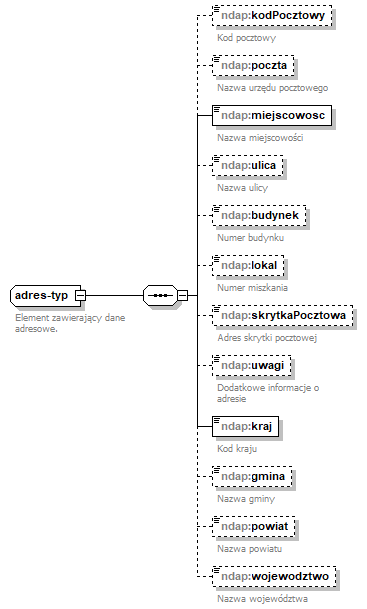 ndap:kodPocztowy
Kod pocztowy
ndap:poczta
Nazwa urzędu pocztowego
ndap:miejscowosc
Nazwa miejscowości
ndap:ulica
Nazwa ulicy
ndap:budynek
Numer budynku
ndap:lokal
Numer miszkania
adres-typ
Element zawierający dane
adresowe.
ndap:skrytkaPocztowa
Adres skrytki pocztowej
ndap:uwagi
Dodatkowe informacje o
adresie
ndap:kraj
Kod kraju
ndap:gmina
Nazwa gminy
ndap:powiat
Nazwa powiatu
ndap:wojewodztwo
Nazwa województwa